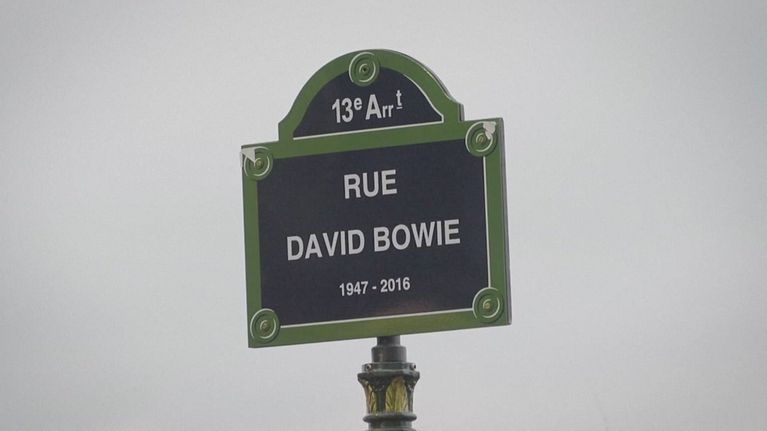 13e Arrt
RUE
DAVID BOWIE
1947 - 2016